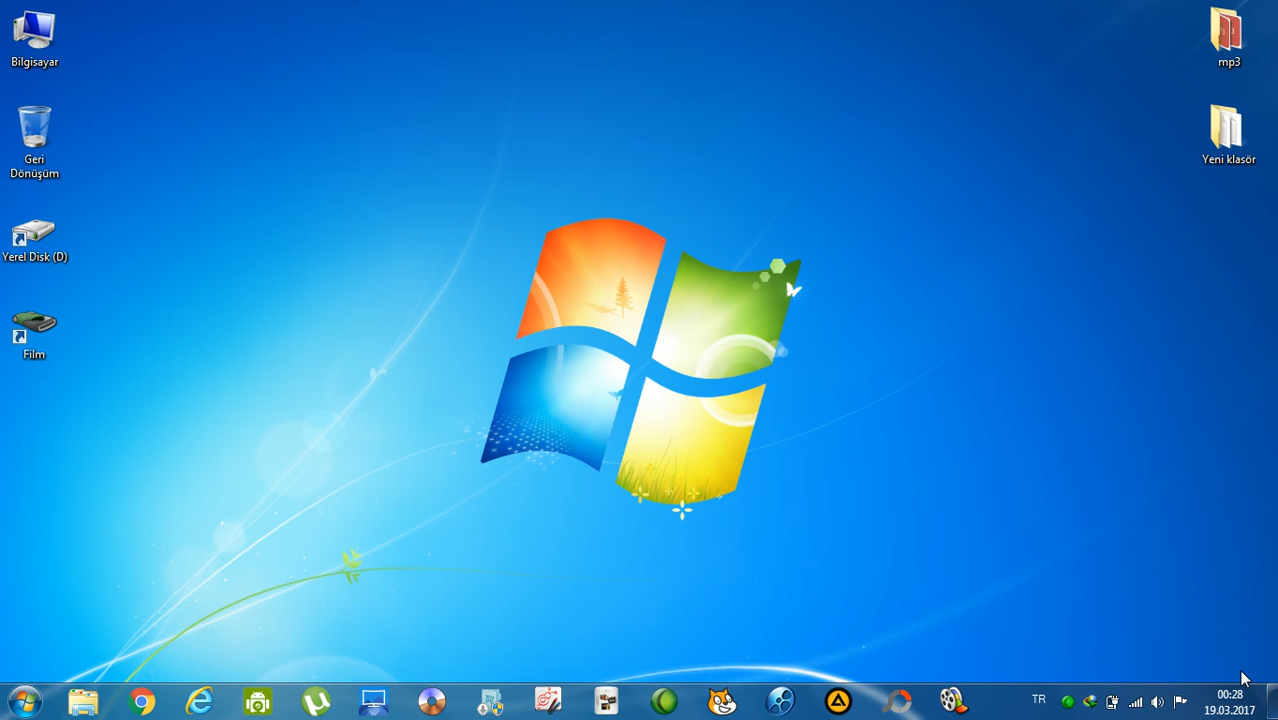 Bilgisayar
Geri
Dönüşüm
Yerel Disk (D)
Film
mp3
Yeni klasör
TR
00:28
19.03.2017